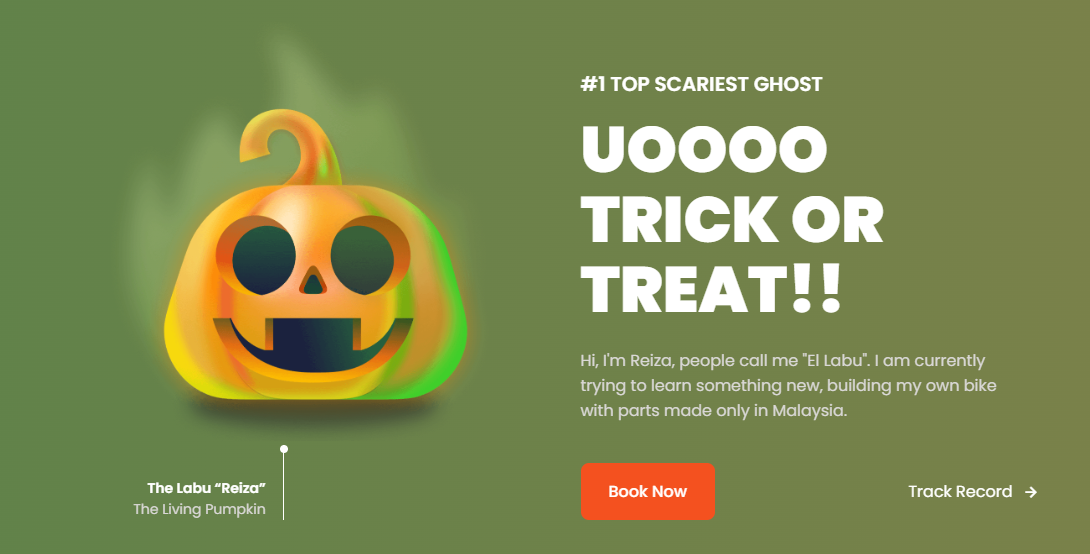 #1 TOP SCARIEST GHOST
UOOOO
TRICK OR
TREAT!!
Hi, I'm Reiza, people call me "El Labu". I am currently
trying to learn something new, building my own bike
with parts made only in Malaysia.
Book Now
Track Record →
The Labu “Reiza”
The Living Pumpkin